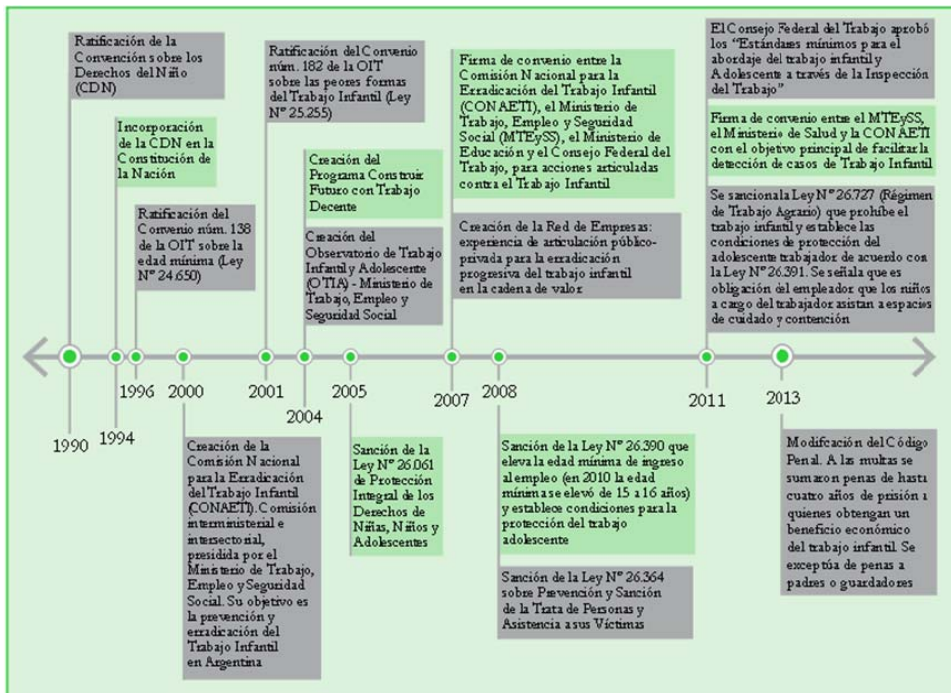 Ratificación de la
Convención sobre los
Derechos del Niño
(CDN)
Incorporación
de la CDN en la
Constitución de
la Nación
Ratificación del
Convenio núm. 138
de la OIT sobre la
edad mínima (Ley
Nº 24.650)
Ratificación del Convenio
núm. 182 de la OIT
sobre las peores formas
del Trabajo Infantil (Ley
Nº 25.255)
Creación del
Programa Construir
Futuro con Trabajo
Decente
Creación del
Observatorio de Trabajo
Infantil y Adolescente
(OTIA) - Ministerio de
Trabajo, Empleo y
Seguridad Social
Firma de convenio entre la
Comisión Nacional para la
Erradicación del Trabajo Infantil
(CONAETI), el Ministerio de
Trabajo, Empleo y Seguridad
Social (MTEySS), el Ministerio de
Educación y el Consejo Federal del
Trabajo, para acciones articuladas
contra el Trabajo Infantil
Creación de la Red de Empresas:
experiencia de articulación público-
privada para la erradicación
progresiva del trabajo infantil
en la cadena de valor
El Consejo Federal del Trabajo aprobó
los “Estándares mínimos para el
abordaje del trabajo infantil y
Adolescente a través de la Inspección
del Trabajo”
Firma de convenio entre el MTEySS,
el Ministerio de Salud y la CONAETI
con el objetivo principal de facilitar la
detección de casos de Trabajo Infantil
Se sanciona la Ley Nº 26.727 (Régimen
de Trabajo Agrario) que prohíbe el
trabajo infantil y establece las
condiciones de protección del
adolescente trabajador de acuerdo con
la Ley Nº 26.391. Se señala que es
obligación del empleador que los niños
a cargo del trabajador asistan a espacios
de cuidado y contención
1990
1994
1996
2000
2001
2004
2005
2007
2008
2011
2013
Creación de la
Comisión Nacional
para la Erradicación
del Trabajo Infantil
(CONAETI). Comisión
interministerial e
intersectorial,
presidida por el
Ministerio de Trabajo,
Empleo y Seguridad
Social. Su objetivo es
la prevención y
erradicación del
Trabajo Infantil
en Argentina
Sanción de la
Ley Nº 26.061
de Protección
Integral de los
Derechos de
Niñas, Niños y
Adolescentes
Sanción de la Ley Nº 26.390 que
eleva la edad mínima de ingreso
al empleo (en 2010 la edad
mínima se elevó de 15 a 16 años)
y establece condiciones para la
protección del trabajo
adolescente
Sanción de la Ley Nº 26.364
sobre Prevención y Sanción
de la Trata de Personas y
Asistencia a sus Víctimas
Modifcación del Código
Penal. A las multas se
sumaron penas de hasta
cuatro años de prisión a
quienes obtengan un
beneficio económico
del trabajo infantil. Se
exceptúa de penas a
padres o guardadores